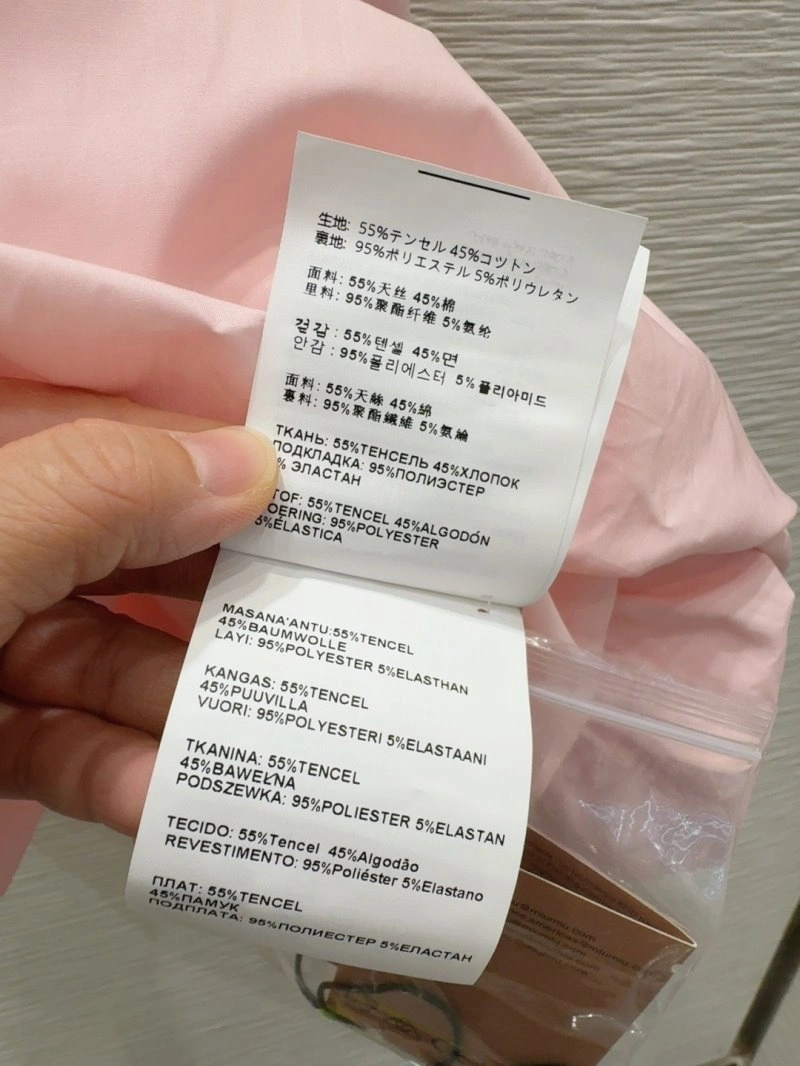 生地: 55%テンセル 45%コットン
裏地: 95%ポリエステル 5%ポリウレタン
面料: 55%天丝 45%棉
里料: 95%聚酯纤维 5%氨纶
겉감 : 55%텐셀 45%면
안감 : 95%폴리에스터 5%폴리아미드
面料: 55%天絲 45%綿
裏料: 95%聚酯纖維 5%氨綸
ТКАНЬ: 55%ТЕНСЕЛЬ 45%ХЛОПОК
ПОДКЛАДКА: 95%ПОЛИЭСТЕР
% ЭЛАСТАН
TOF: 55%TENCEL 45%ALGODÓN
OERING: 95%POLYESTER
5%ÉLASTICA
MASANA'ANTU:55%TENCEL
45%BAUMWOLLE
LAYI: 95%POLYESTER 5%ELASTHAN
KANGAS: 55%TENCEL
45%PUUVILLA
VUORI: 95%POLYESTERI 5%ELASTAANI
TKANINA: 55%TENCEL
45%BAWEŁNA
PODSZEWKA: 95%POLIESTER 5%ELASTAN
TECIDO: 55%Tencel 45%Algodão
REVESTIMENTO: 95%Poliéster 5%Elastano
ПЛАТ: 55%TENCEL
45%ПАМУК
ПОДПЛАТА: 95%ПОЛИЕСТЕР 5%ЕЛАСТАН
@miumiu.com
americas@miumiu.com
@miumiu.com